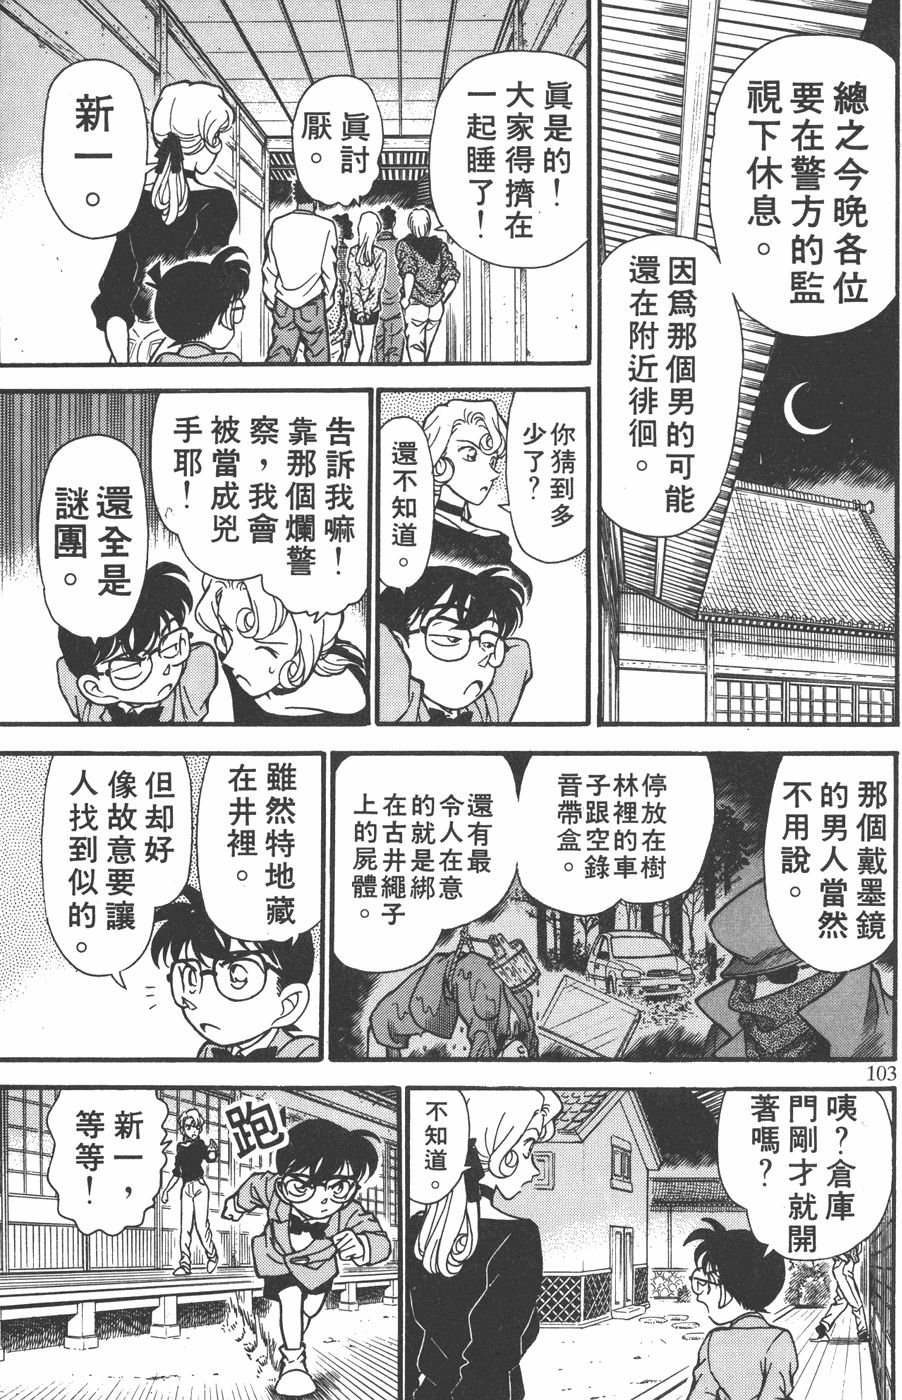 總之今晚各位
要在警方的監
視下休息。
因為那個男的可能
還在附近徘徊。
真是的！
大家得擠在
一起睡了！
真討
厭。
新一。
你猜到多
少了？
還不知道。
告訴我嘛！
靠那個爛警
察，我會
被當成兇
手耶！
還全是
謎團。
那個戴墨鏡
的男人當然
不用說。
停放在樹
林裡的車
子跟空錄
音帶盒。
還有最
令人在意
的就是綁
在古井繩子
上的屍體。
雖然特地藏
在井裡。
但却好
像故意要讓
人找到似的。
103
咦？倉庫
門剛才就開
著嗎？
不知道。
跑
新一，
等等！